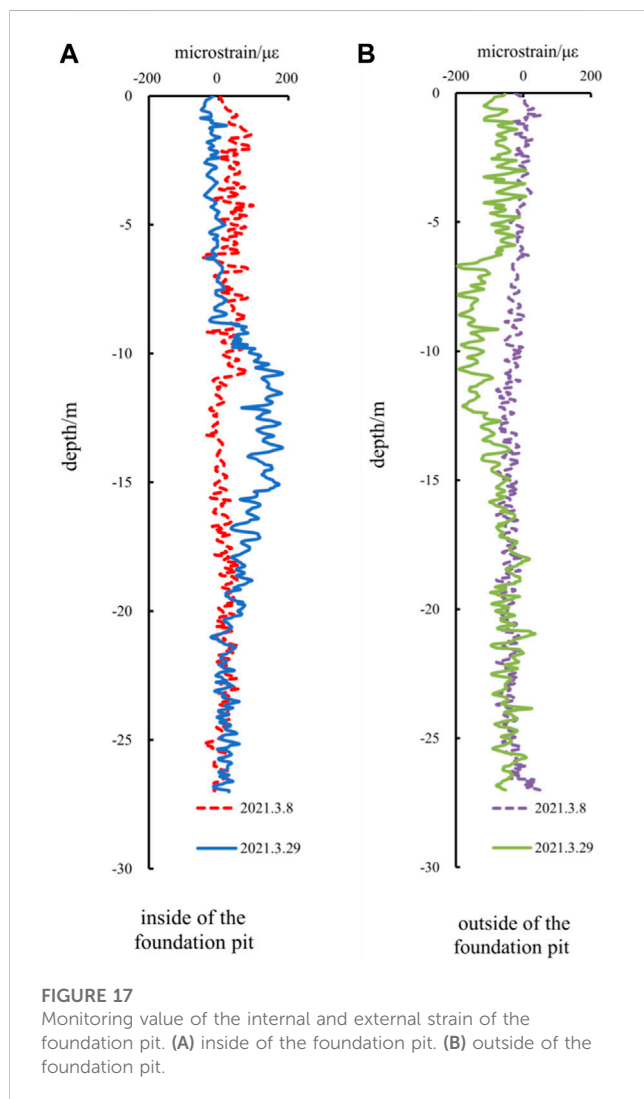 A
microstrain/με
-200 0 200
0
-5
-10
-15
-20
-25
-30
depth/m
2021.3.8
2021.3.29
inside of the
foundation pit
B
microstrain/με
-200 0 200
0
-5
-10
-15
-20
-25
-30
depth/m
2021.3.8
2021.3.29
outside of the
foundation pit
FIGURE 17
Monitoring value of the internal and external strain of the
foundation pit. (A) inside of the foundation pit. (B) outside of the
foundation pit.